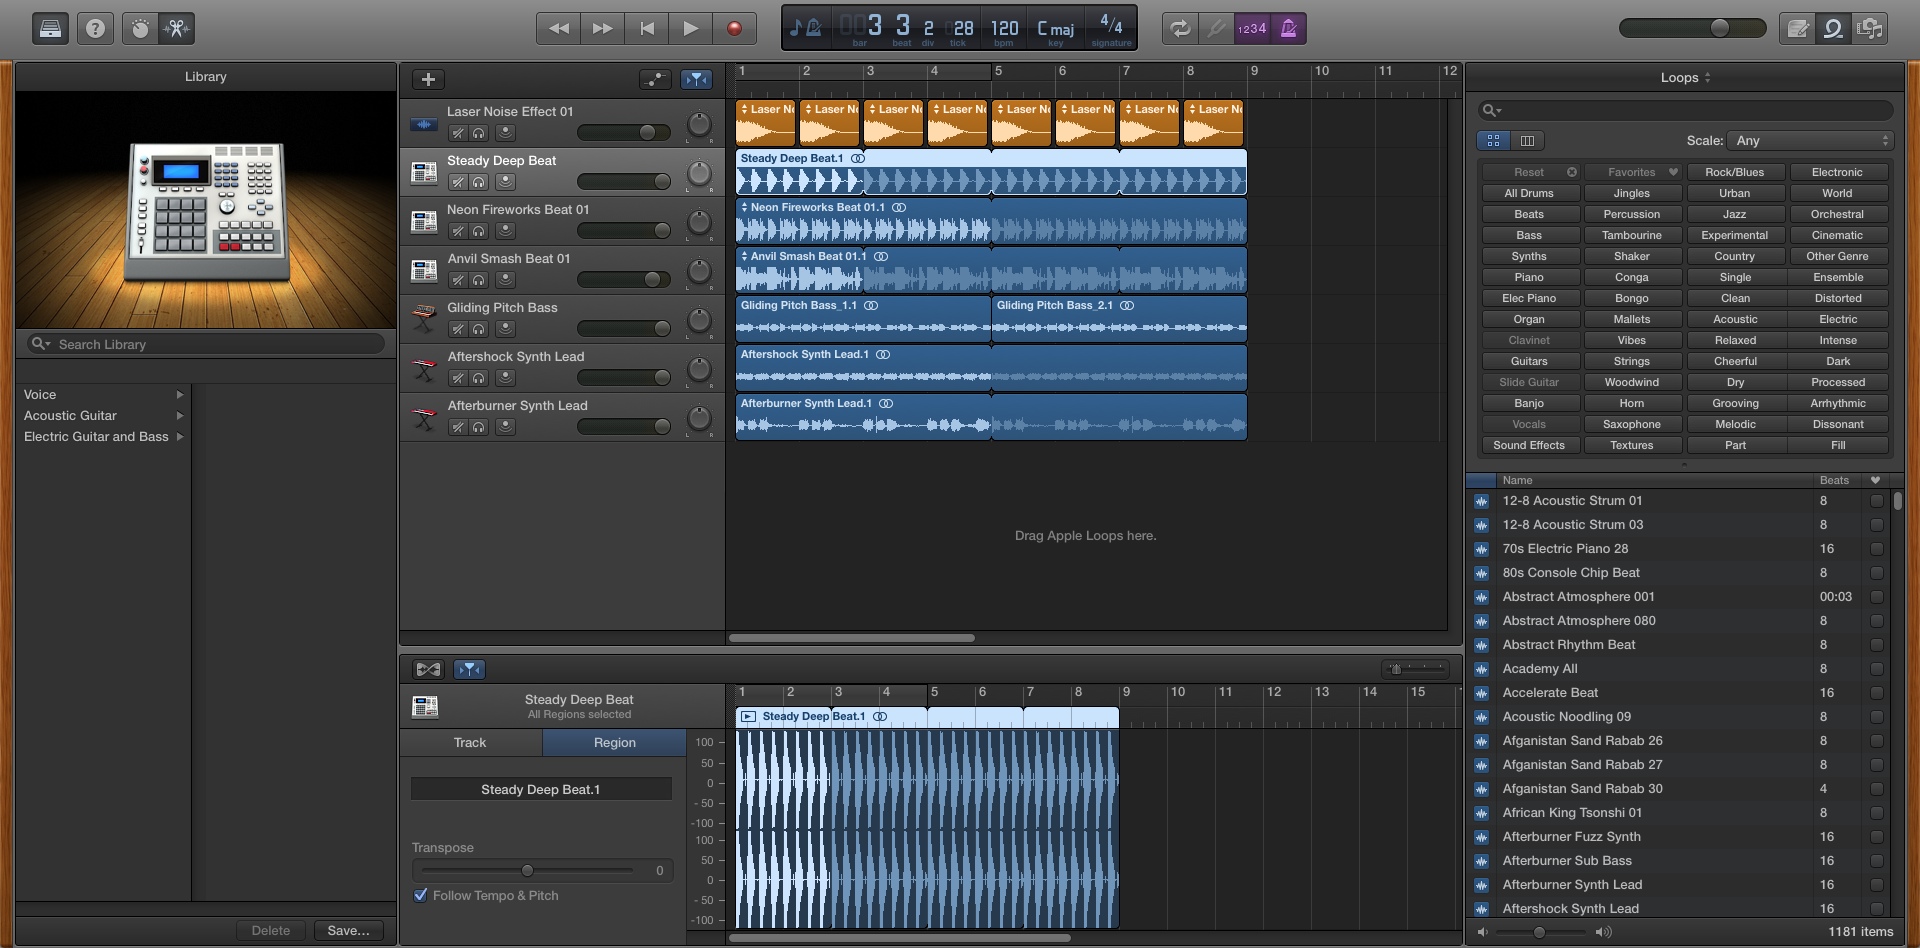 bar 3
beat 3
div 2
tick 28
bpm 120
key C maj
signature 4/4
1234
Library
Search Library
Voice
Acoustic Guitar
Electric Guitar and Bass
Delete Save...
1 2 3 4 5 6 7 8 9 10 11 12
Laser Noise Effect 01
L R
Steady Deep Beat
L R
Neon Fireworks Beat 01
L R
Anvil Smash Beat 01
L R
Gliding Pitch Bass
L R
Aftershock Synth Lead
L R
Afterburner Synth Lead
L R
Laser No Laser No Laser No Laser No Laser No Laser No Laser No Laser No
Steady Deep Beat.1
Neon Fireworks Beat 01.1
Anvil Smash Beat 01.1
Gliding Pitch Bass_1.1 Gliding Pitch Bass_2.1
Aftershock Synth Lead.1
Afterburner Synth Lead.1
Drag Apple Loops here.
Steady Deep Beat
All Regions selected
Track Region
Steady Deep Beat.1
Transpose
0
Follow Tempo & Pitch
1 2 3 4 5 6 7 8 9 10 11 12 13 14 15
Steady Deep Beat.1
100
50
0
- 50
-100
100
50
0
- 50
-100
Loops
Scale: Any
Reset Favorites Rock/Blues Electronic
All Drums Jingles Urban World
Beats Percussion Jazz Orchestral
Bass Tambourine Experimental Cinematic
Synths Shaker Country Other Genre
Piano Conga Single Ensemble
Elec Piano Bongo Clean Distorted
Organ Mallets Acoustic Electric
Clavinet Vibes Relaxed Intense
Guitars Strings Cheerful Dark
Slide Guitar Woodwind Dry Processed
Banjo Horn Grooving Arrhythmic
Vocals Saxophone Melodic Dissonant
Sound Effects Textures Part Fill
Name Beats
12-8 Acoustic Strum 01 8
12-8 Acoustic Strum 03 8
70s Electric Piano 28 16
80s Console Chip Beat 8
Abstract Atmosphere 001 00:03
Abstract Atmosphere 080 8
Abstract Rhythm Beat 8
Academy All 8
Accelerate Beat 16
Acoustic Noodling 09 8
Afganistan Sand Rabab 26 8
Afganistan Sand Rabab 27 8
Afganistan Sand Rabab 30 4
African King Tsonshi 01 8
Afterburner Fuzz Synth 16
Afterburner Sub Bass 16
Afterburner Synth Lead 16
Aftershock Synth Lead 16
1181 items